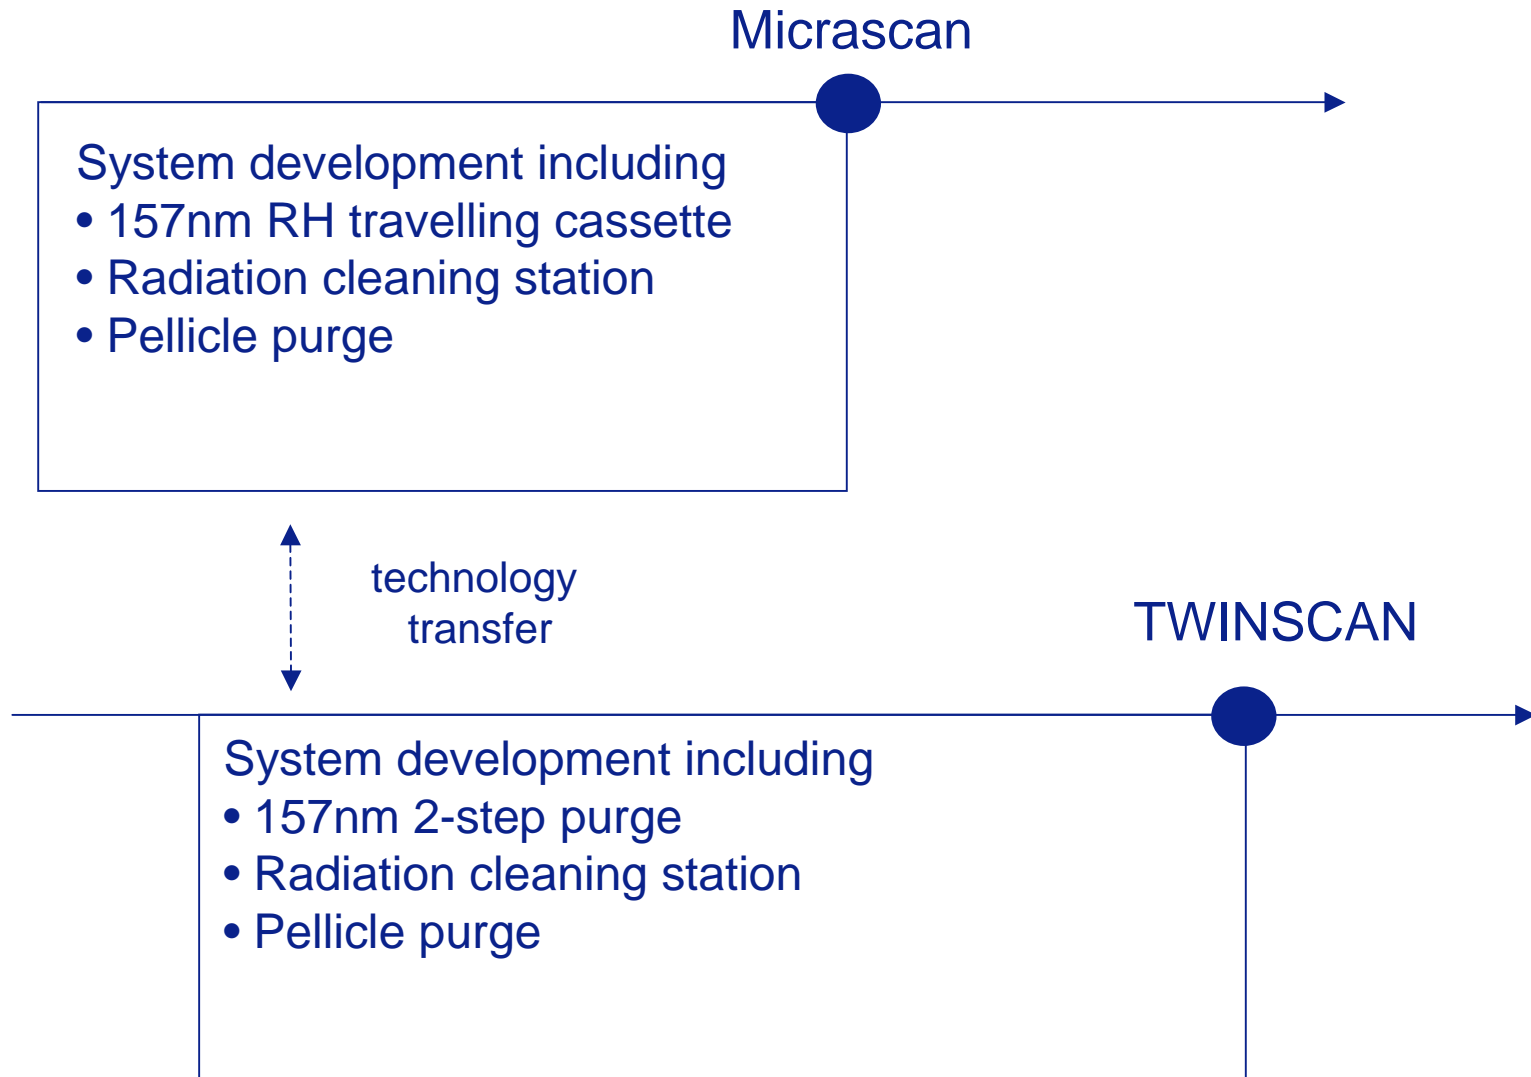 Micrascan
System development including
• 157nm RH travelling cassette
• Radiation cleaning station
• Pellicle purge
technology
transfer
TWINSCAN
System development including
• 157nm 2-step purge
• Radiation cleaning station
• Pellicle purge